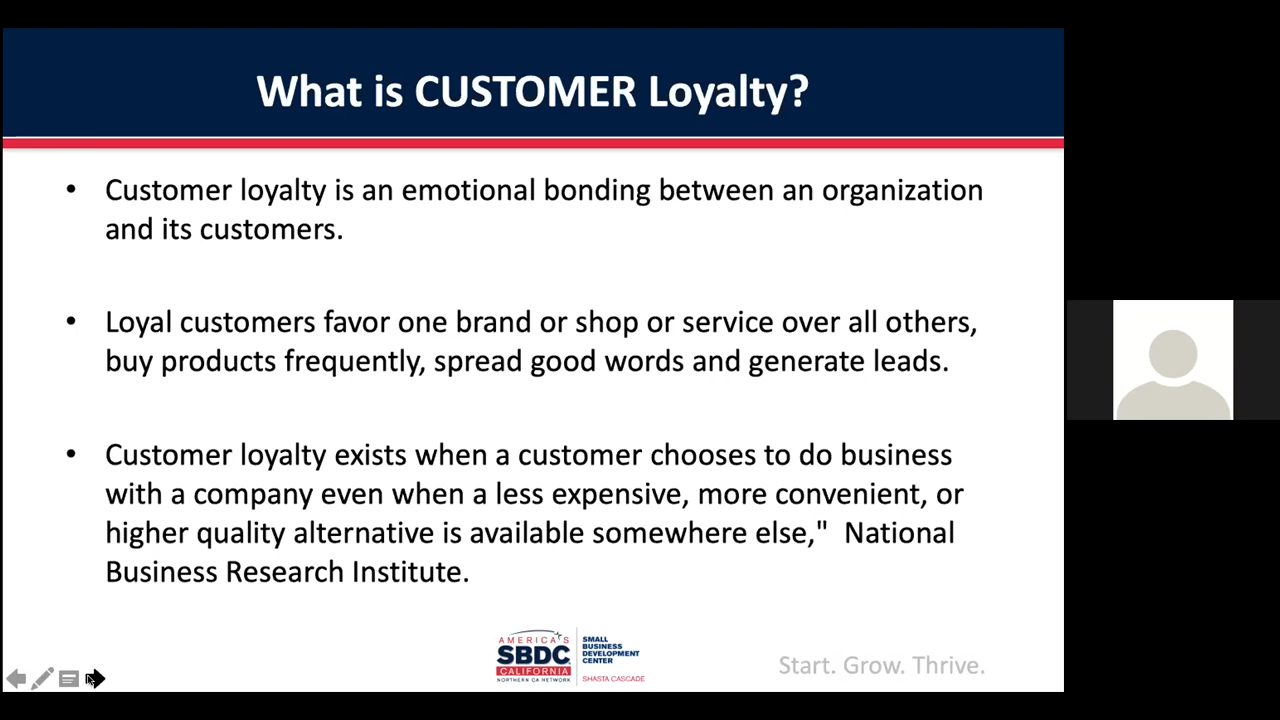 What is CUSTOMER Loyalty?
• Customer loyalty is an emotional bonding between an organization
and its customers.
• Loyal customers favor one brand or shop or service over all others,
buy products frequently, spread good words and generate leads.
• Customer loyalty exists when a customer chooses to do business
with a company even when a less expensive, more convenient, or
higher quality alternative is available somewhere else,"  National
Business Research Institute.
AMERICA'S
SBDC
CALIFORNIA
NORTHERN CA NETWORK
SMALL
BUSINESS
DEVELOPMENT
CENTER
SHASTA CASCADE
Start. Grow. Thrive.